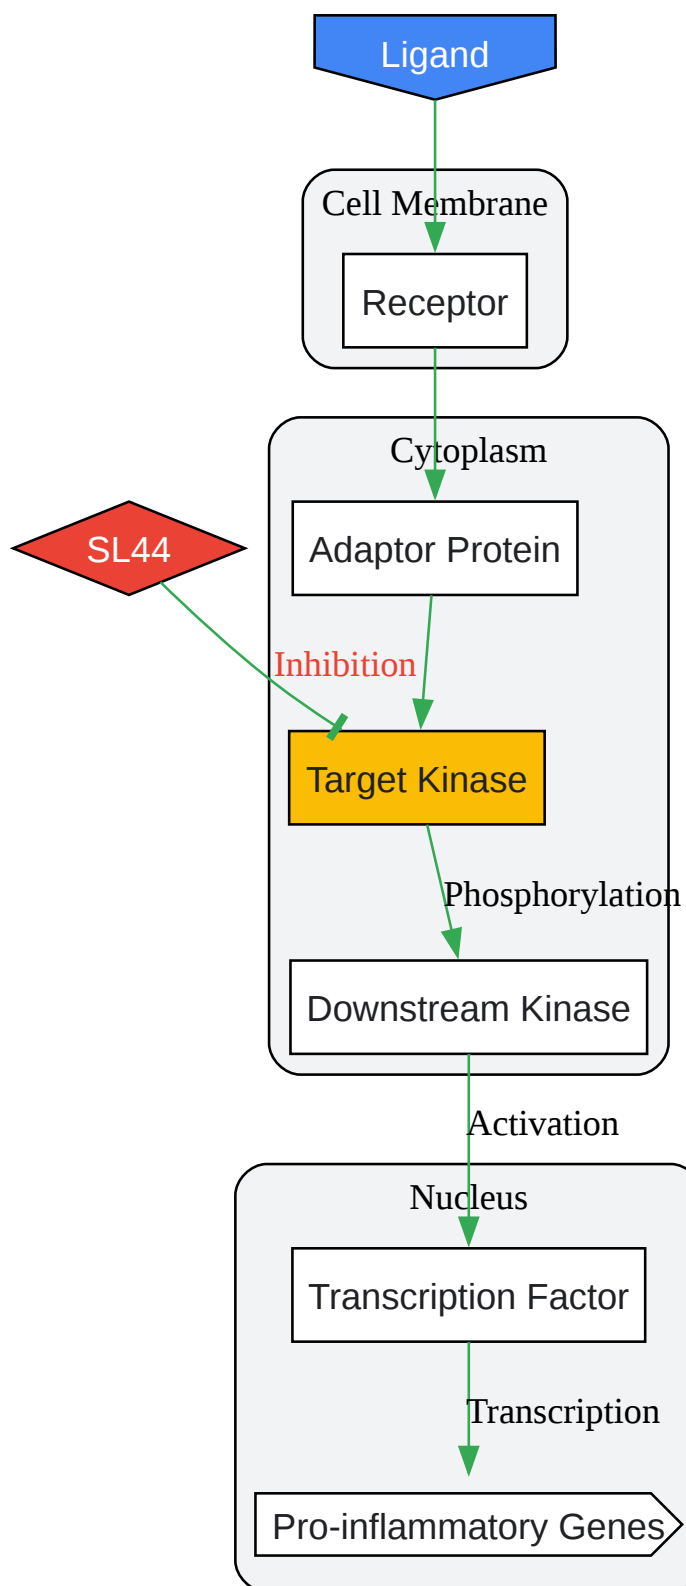 Ligand
Cell Membrane
Receptor
Cytoplasm
SL44
Adaptor Protein
Inhibition
Target Kinase
Phosphorylation
Downstream Kinase
Activation
Nucleus
Transcription Factor
Transcription
Pro-inflammatory Genes